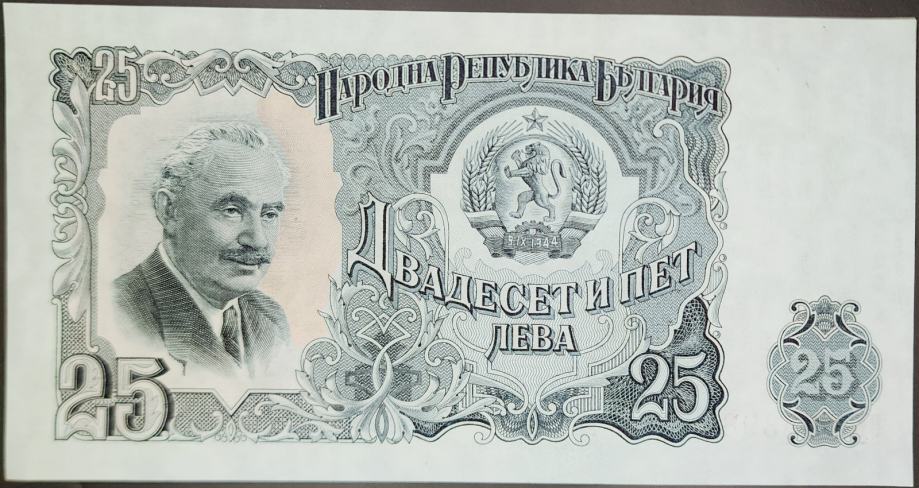 25
НАРОДНА РЕПУБЛИКА БЪЛГАРИЯ
9/IX 1944
ДВАДЕСЕТ И ПЕТ
ЛЕВА
25
25
25